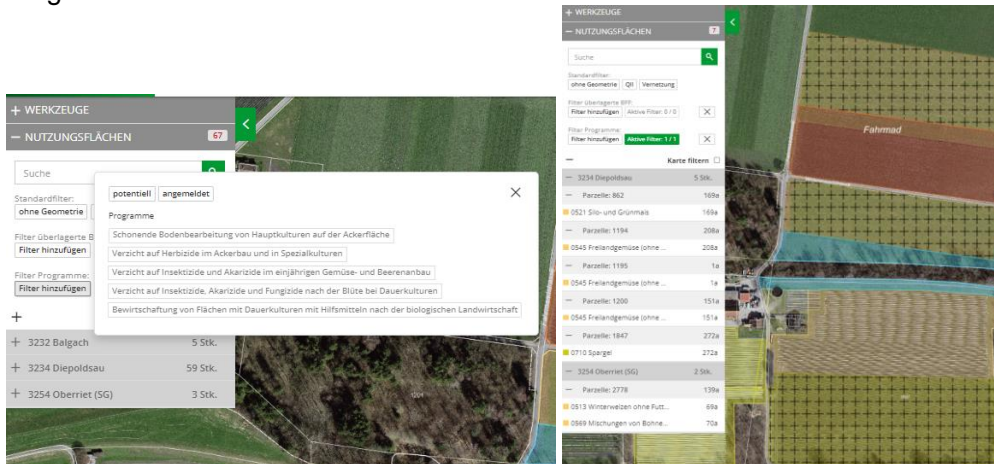 + WERKZEUGE
− NUTZUNGSFLÄCHEN 67
Suche
Standardfilter:
ohne Geometrie
Filter überlagerte B
Filter hinzufügen
Filter Programme:
Filter hinzufügen
+
+ 3232 Balgach 5 Stk.
+ 3234 Diepoldsau 59 Stk.
+ 3254 Oberriet (SG) 3 Stk.
potentiell angemeldet
Programme
Schonende Bodenbearbeitung von Hauptkulturen auf der Ackerfläche
Verzicht auf Herbizide im Ackerbau und in Spezialkulturen
Verzicht auf Insektizide und Akarizide im einjährigen Gemüse- und Beerenanbau
Verzicht auf Insektizide, Akarizide und Fungizide nach der Blüte bei Dauerkulturen
Bewirtschaftung von Flächen mit Dauerkulturen mit Hilfsmitteln nach der biologischen Landwirtschaft
+ WERKZEUGE
− NUTZUNGSFLÄCHEN 7
Suche
Standardfilter:
ohne Geometrie QII Vernetzung
Filter überlagerte BFF:
Filter hinzufügen Aktive Filter: 0 / 0
Filter Programme:
Filter hinzufügen Aktive Filter: 1 / 1
− Karte filtern
− 3234 Diepoldsau 5 Stk.
− Parzelle: 862 169a
0521 Silo- und Grünmais 169a
− Parzelle: 1194 208a
0545 Freilandgemüse (ohne ... 208a
− Parzelle: 1195 1a
0545 Freilandgemüse (ohne ... 1a
− Parzelle: 1200 151a
0545 Freilandgemüse (ohne ... 151a
− Parzelle: 1847 272a
0710 Spargel 272a
− 3254 Oberriet (SG) 2 Stk.
− Parzelle: 2778 139a
0513 Winterweizen ohne Futt... 69a
0569 Mischungen von Bohne... 70a
Fahrmad